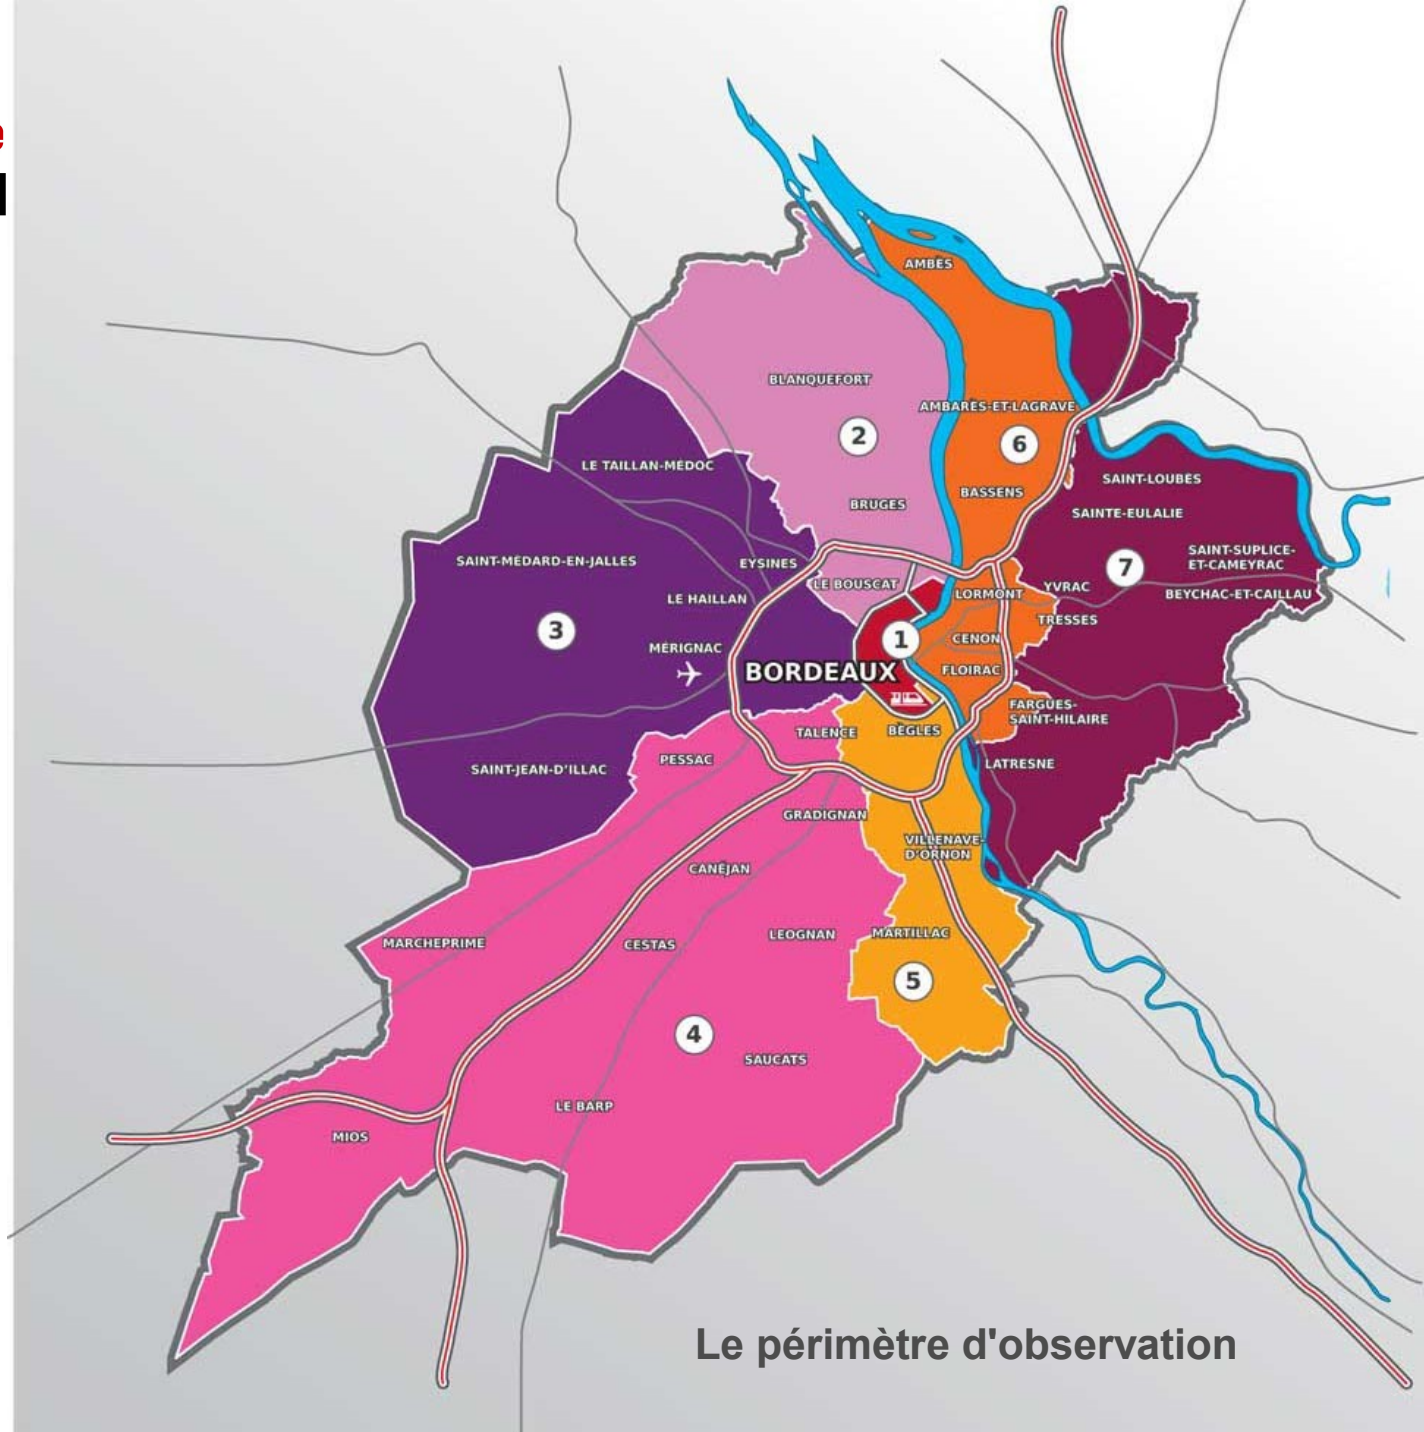 e
AMBÈS
BLANQUEFORT
AMBARÈS-ET-LAGRAVE
2
6
LE TAILLAN-MÉDOC
SAINT-LOUBÈS
BASSENS
BRUGES
SAINTE-EULALIE
SAINT-MÉDARD-EN-JALLES
EYSINES
SAINT-SUPLICE-
ET-CAMEYRAC
7
LE BOUSCAT
YVRAC
LORMONT
BEYCHAC-ET-CAILLAU
LE HAILLAN
TRESSES
3
1
CENON
MÉRIGNAC
BORDEAUX
FLOIRAC
FARGUES-
SAINT-HILAIRE
TALENCE
BÈGLES
PESSAC
LATRESNE
SAINT-JEAN-D'ILLAC
GRADIGNAN
VILLENAVE-
D'ORNON
CANÉJAN
MARTILLAC
LEOGNAN
MARCHEPRIME
CESTAS
5
4
SAUCATS
LE BARP
MIOS
Le périmètre d'observation